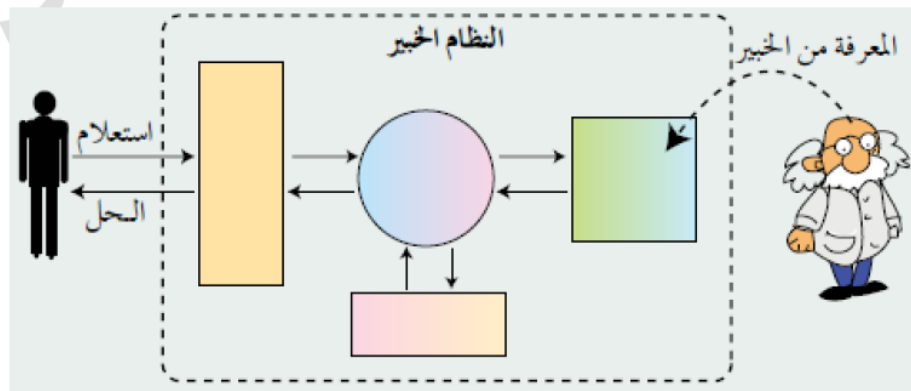 النظام الخبير
المعرفة من الخبير
استعلام
الحل